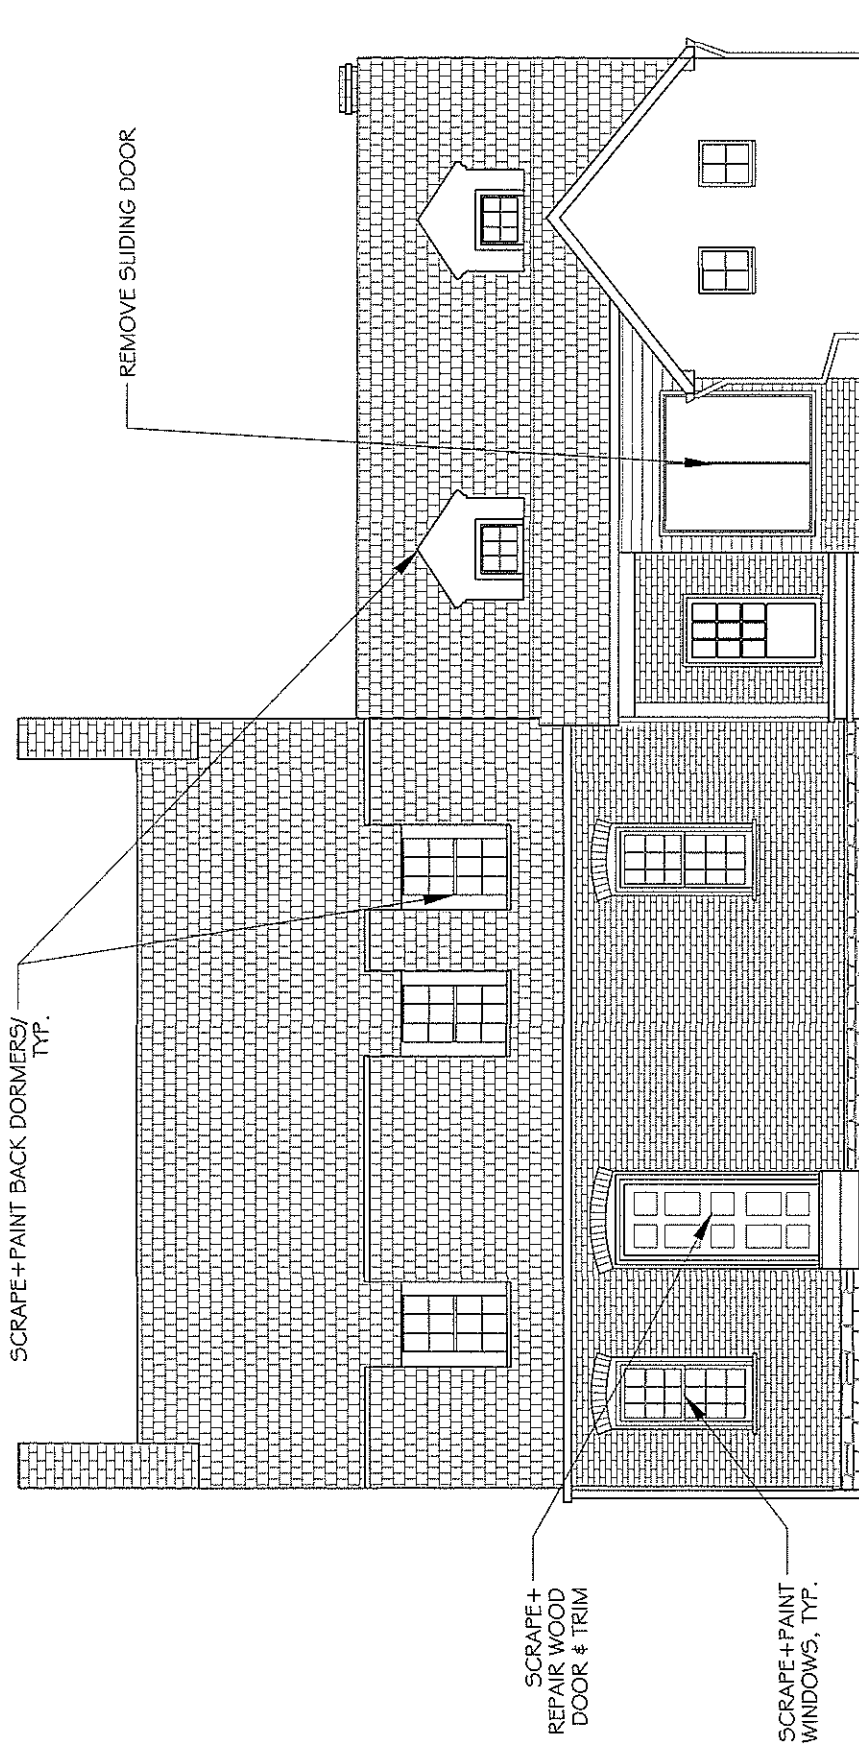 SCRAPE+PAINT BACK DORMERS/
TYP.
REMOVE SLIDING DOOR
SCRAPE+
REPAIR WOOD
DOOR & TRIM
SCRAPE+PAINT
WINDOWS, TYP.